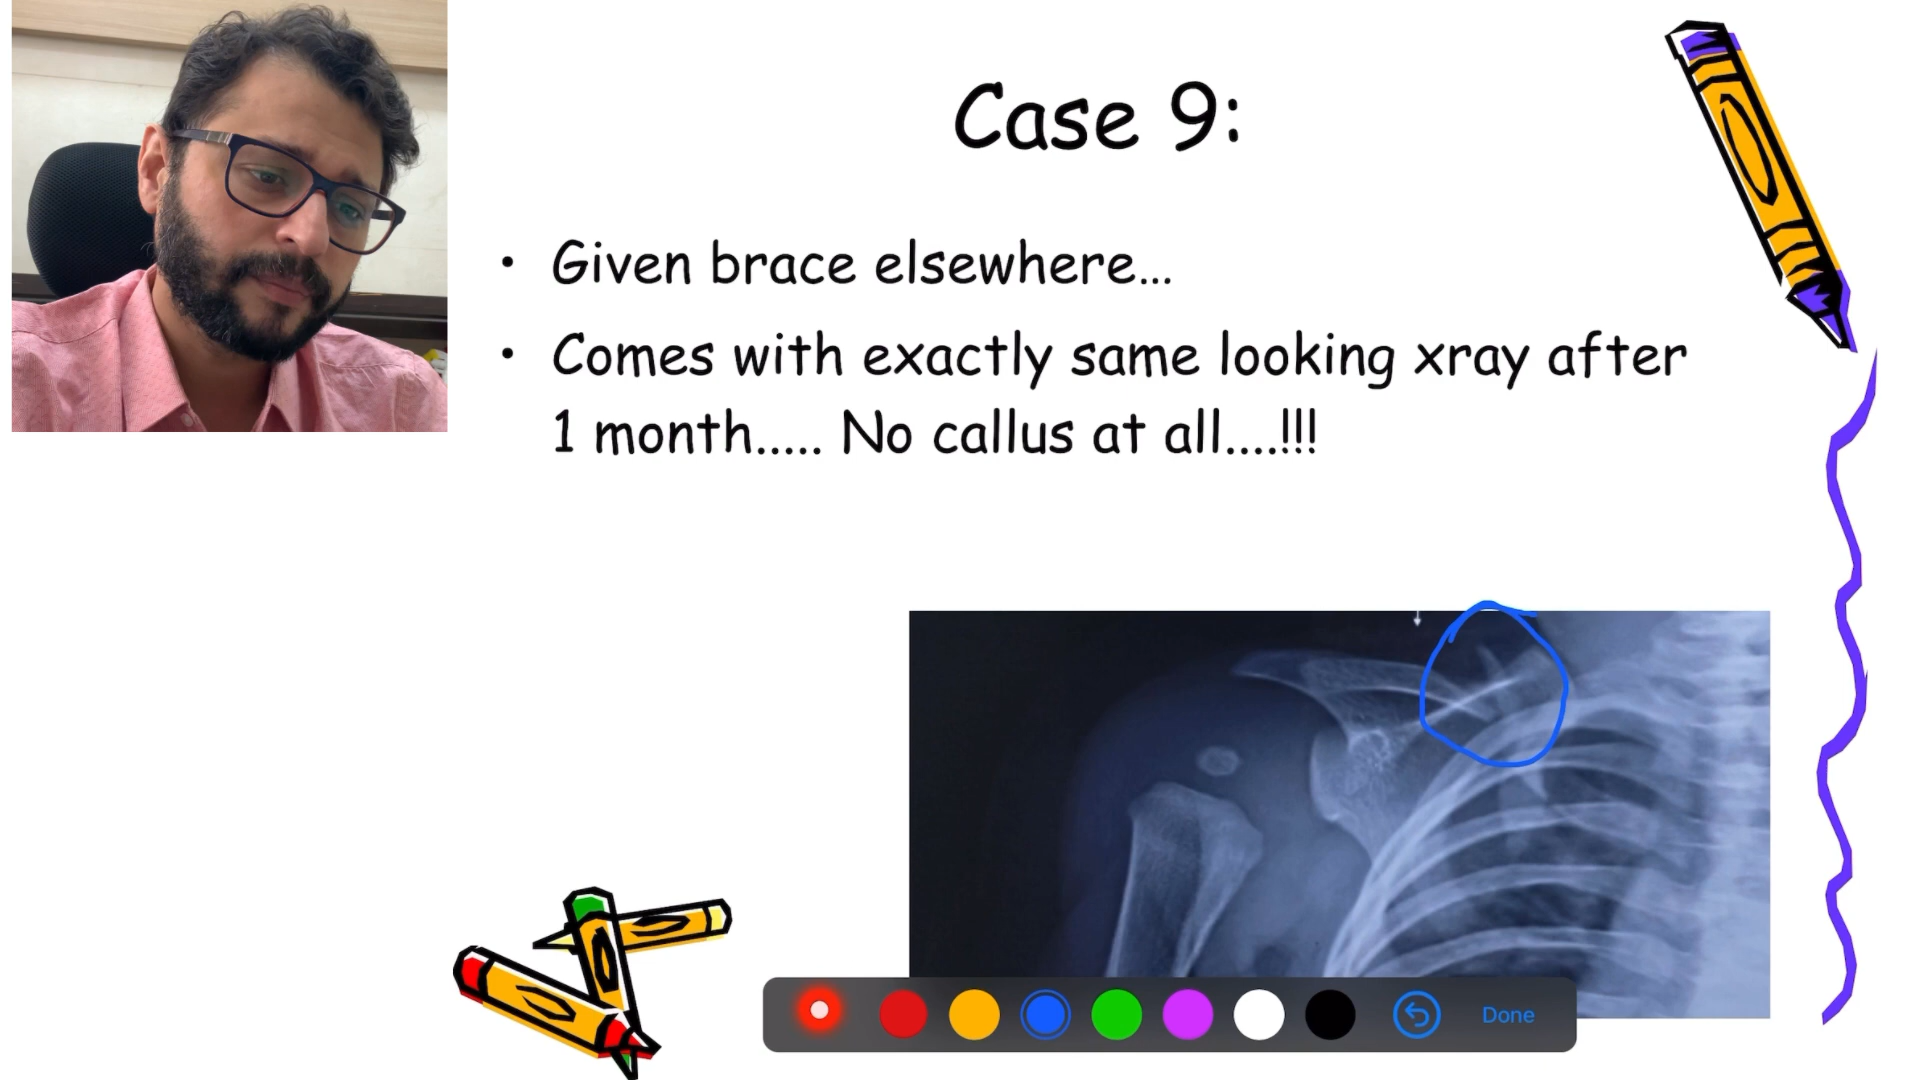 Case 9:
• Given brace elsewhere...
• Comes with exactly same looking xray after
1 month..... No callus at all....!!!
Done